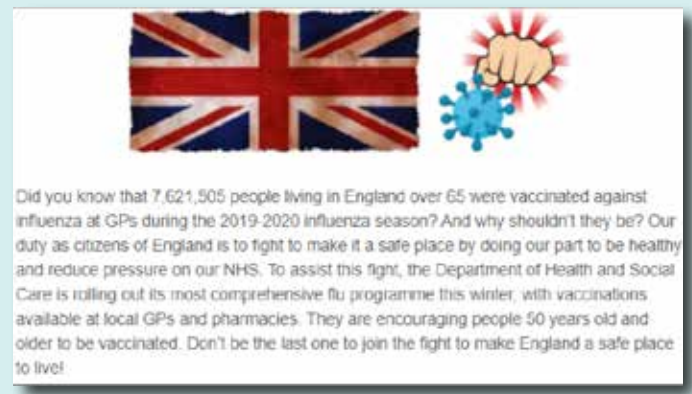 Did you know that 7,621,505 people living in England over 65 were vaccinated against
influenza at GPs during the 2019-2020 influenza season? And why shouldn't they be? Our
duty as citizens of England is to fight to make it a safe place by doing our part to be healthy
and reduce pressure on our NHS. To assist this fight, the Department of Health and Social
Care is rolling out its most comprehensive flu programme this winter, with vaccinations
available at local GPs and pharmacies. They are encouraging people 50 years old and
older to be vaccinated. Don't be the last one to join the fight to make England a safe place
to live!